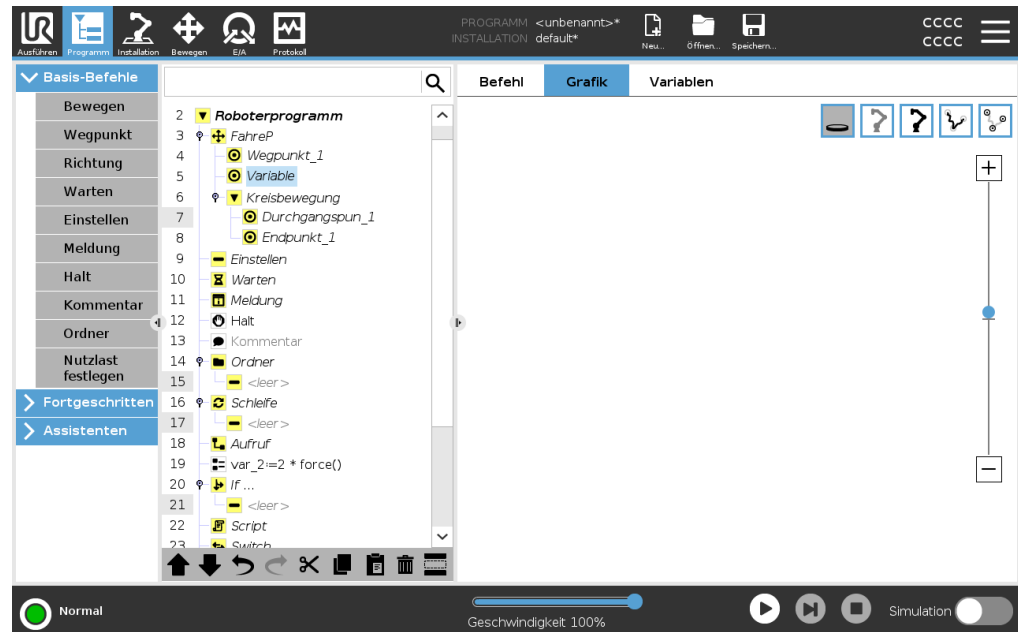 PROGRAMM <unbenannt>*
INSTALLATION default*
CCCC
CCCC
Ausführen Programm Installation Bewegen E/A Protokoll
Neu... Öffnen... Speichern...
Basis-Befehle
Bewegen
Wegpunkt
Richtung
Warten
Einstellen
Meldung
Halt
Kommentar
Ordner
Nutzlast
festlegen
Fortgeschritten
Assistenten
2 Roboterprogramm
3 FahreP
4 Wegpunkt_1
5 Variable
6 Kreisbewegung
7 Durchgangspun_1
8 Endpunkt_1
9 Einstellen
10 Warten
11 Meldung
12 Halt
13 Kommentar
14 Ordner
15 <leer>
16 Schleife
17 <leer>
18 Aufruf
19 var_2:=2 * force()
20 If ...
21 <leer>
22 Script
23 Switch
Befehl Grafik Variablen
Normal
Geschwindigkeit 100%
Simulation